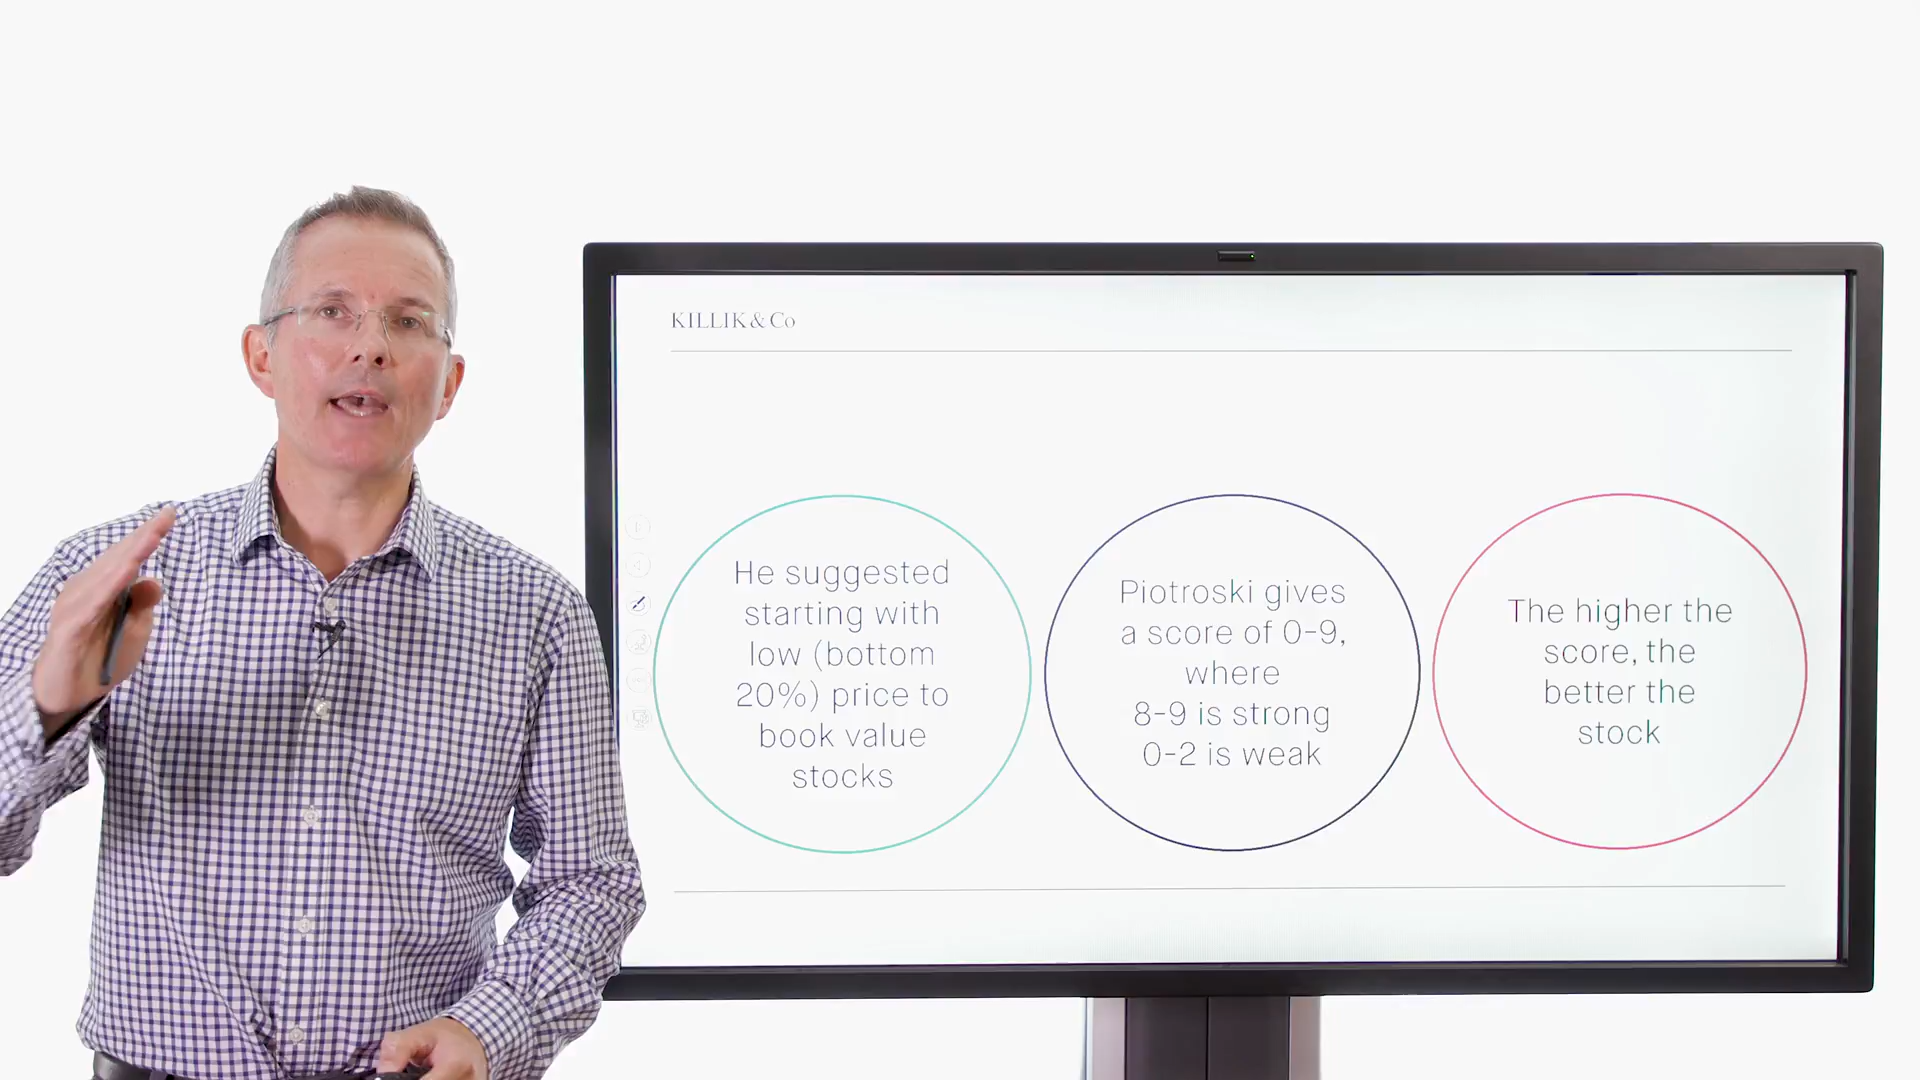 KILLIK & Co
He suggested
starting with
low (bottom
20%) price to
book value
stocks
Piotroski gives
a score of 0-9,
where
8-9 is strong
0-2 is weak
The higher the
score, the
better the
stock